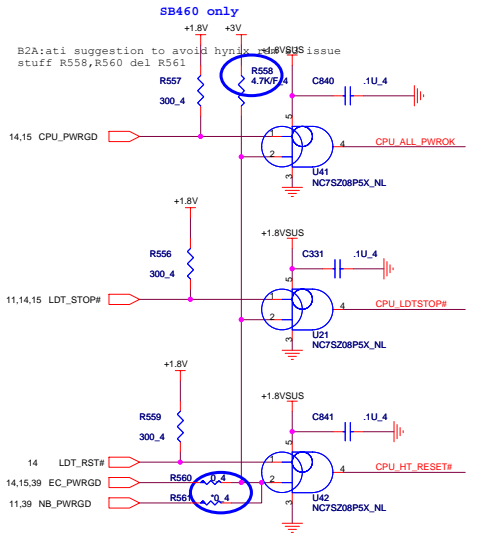 SB460 only
+1.8V +3V
B2A:ati suggestion to avoid hynix issue
stuff R558,R560 del R561
+1.8VSUS
R557
300_4
R558
4.7K/F_4
C840 .1U_4
14,15 CPU_PWRGD
1
2
5
4
3
CPU_ALL_PWROK
U41
NC7SZ08P5X_NL
+1.8V
+1.8VSUS
R556
300_4
C331 .1U_4
11,14,15 LDT_STOP#
1
2
5
4
3
CPU_LDTSTOP#
U21
NC7SZ08P5X_NL
+1.8V
+1.8VSUS
R559
300_4
C841 .1U_4
14 LDT_RST#
14,15,39 EC_PWRGD
11,39 NB_PWRGD
R560 0_4
R561 *0_4
1
2
5
4
3
CPU_HT_RESET#
U42
NC7SZ08P5X_NL